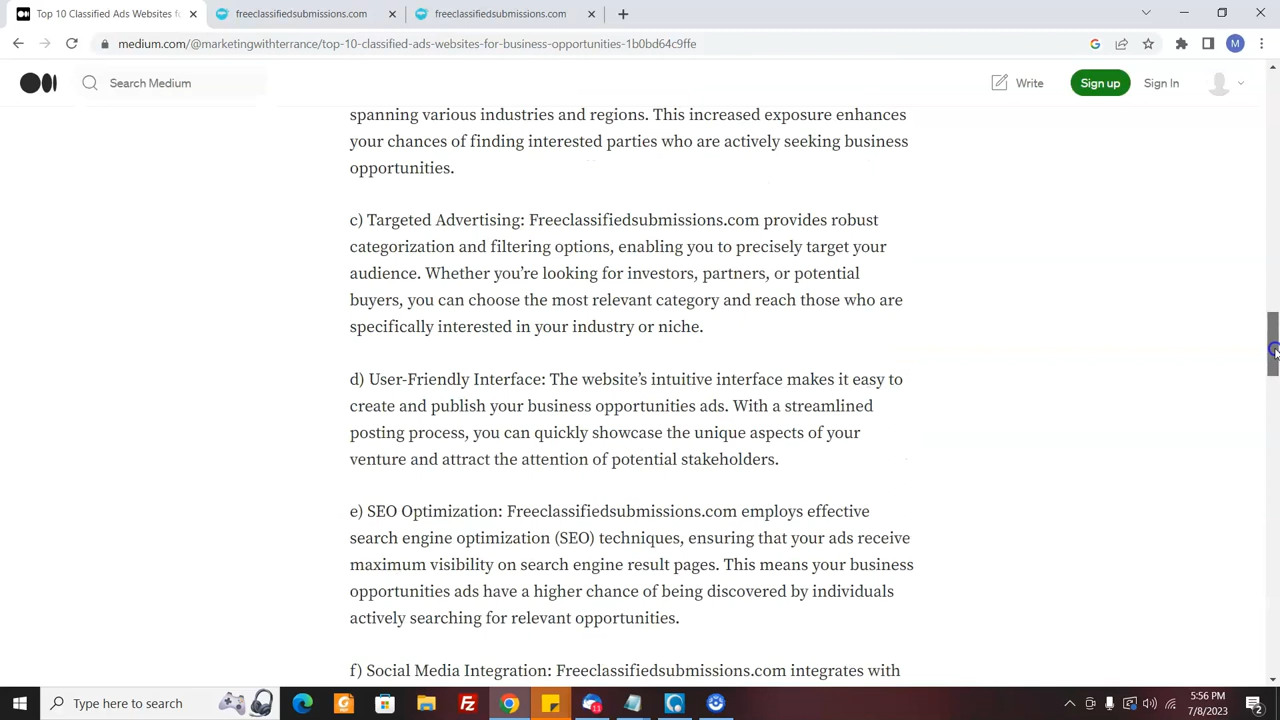 Top 10 Classified Ads Websites fo
freeclassifiedsubmissions.com
freeclassifiedsubmissions.com
medium.com/@marketingwithterrance/top-10-classified-ads-websites-for-business-opportunities-1b0bd64c9ffe
M
Search Medium
Write
Sign up
Sign In
spanning various industries and regions. This increased exposure enhances
your chances of finding interested parties who are actively seeking business
opportunities.
c) Targeted Advertising: Freeclassifiedsubmissions.com provides robust
categorization and filtering options, enabling you to precisely target your
audience. Whether you’re looking for investors, partners, or potential
buyers, you can choose the most relevant category and reach those who are
specifically interested in your industry or niche.
d) User-Friendly Interface: The website’s intuitive interface makes it easy to
create and publish your business opportunities ads. With a streamlined
posting process, you can quickly showcase the unique aspects of your
venture and attract the attention of potential stakeholders.
e) SEO Optimization: Freeclassifiedsubmissions.com employs effective
search engine optimization (SEO) techniques, ensuring that your ads receive
maximum visibility on search engine result pages. This means your business
opportunities ads have a higher chance of being discovered by individuals
actively searching for relevant opportunities.
f) Social Media Integration: Freeclassifiedsubmissions.com integrates with
Type here to search
5:56 PM
7/8/2023
2